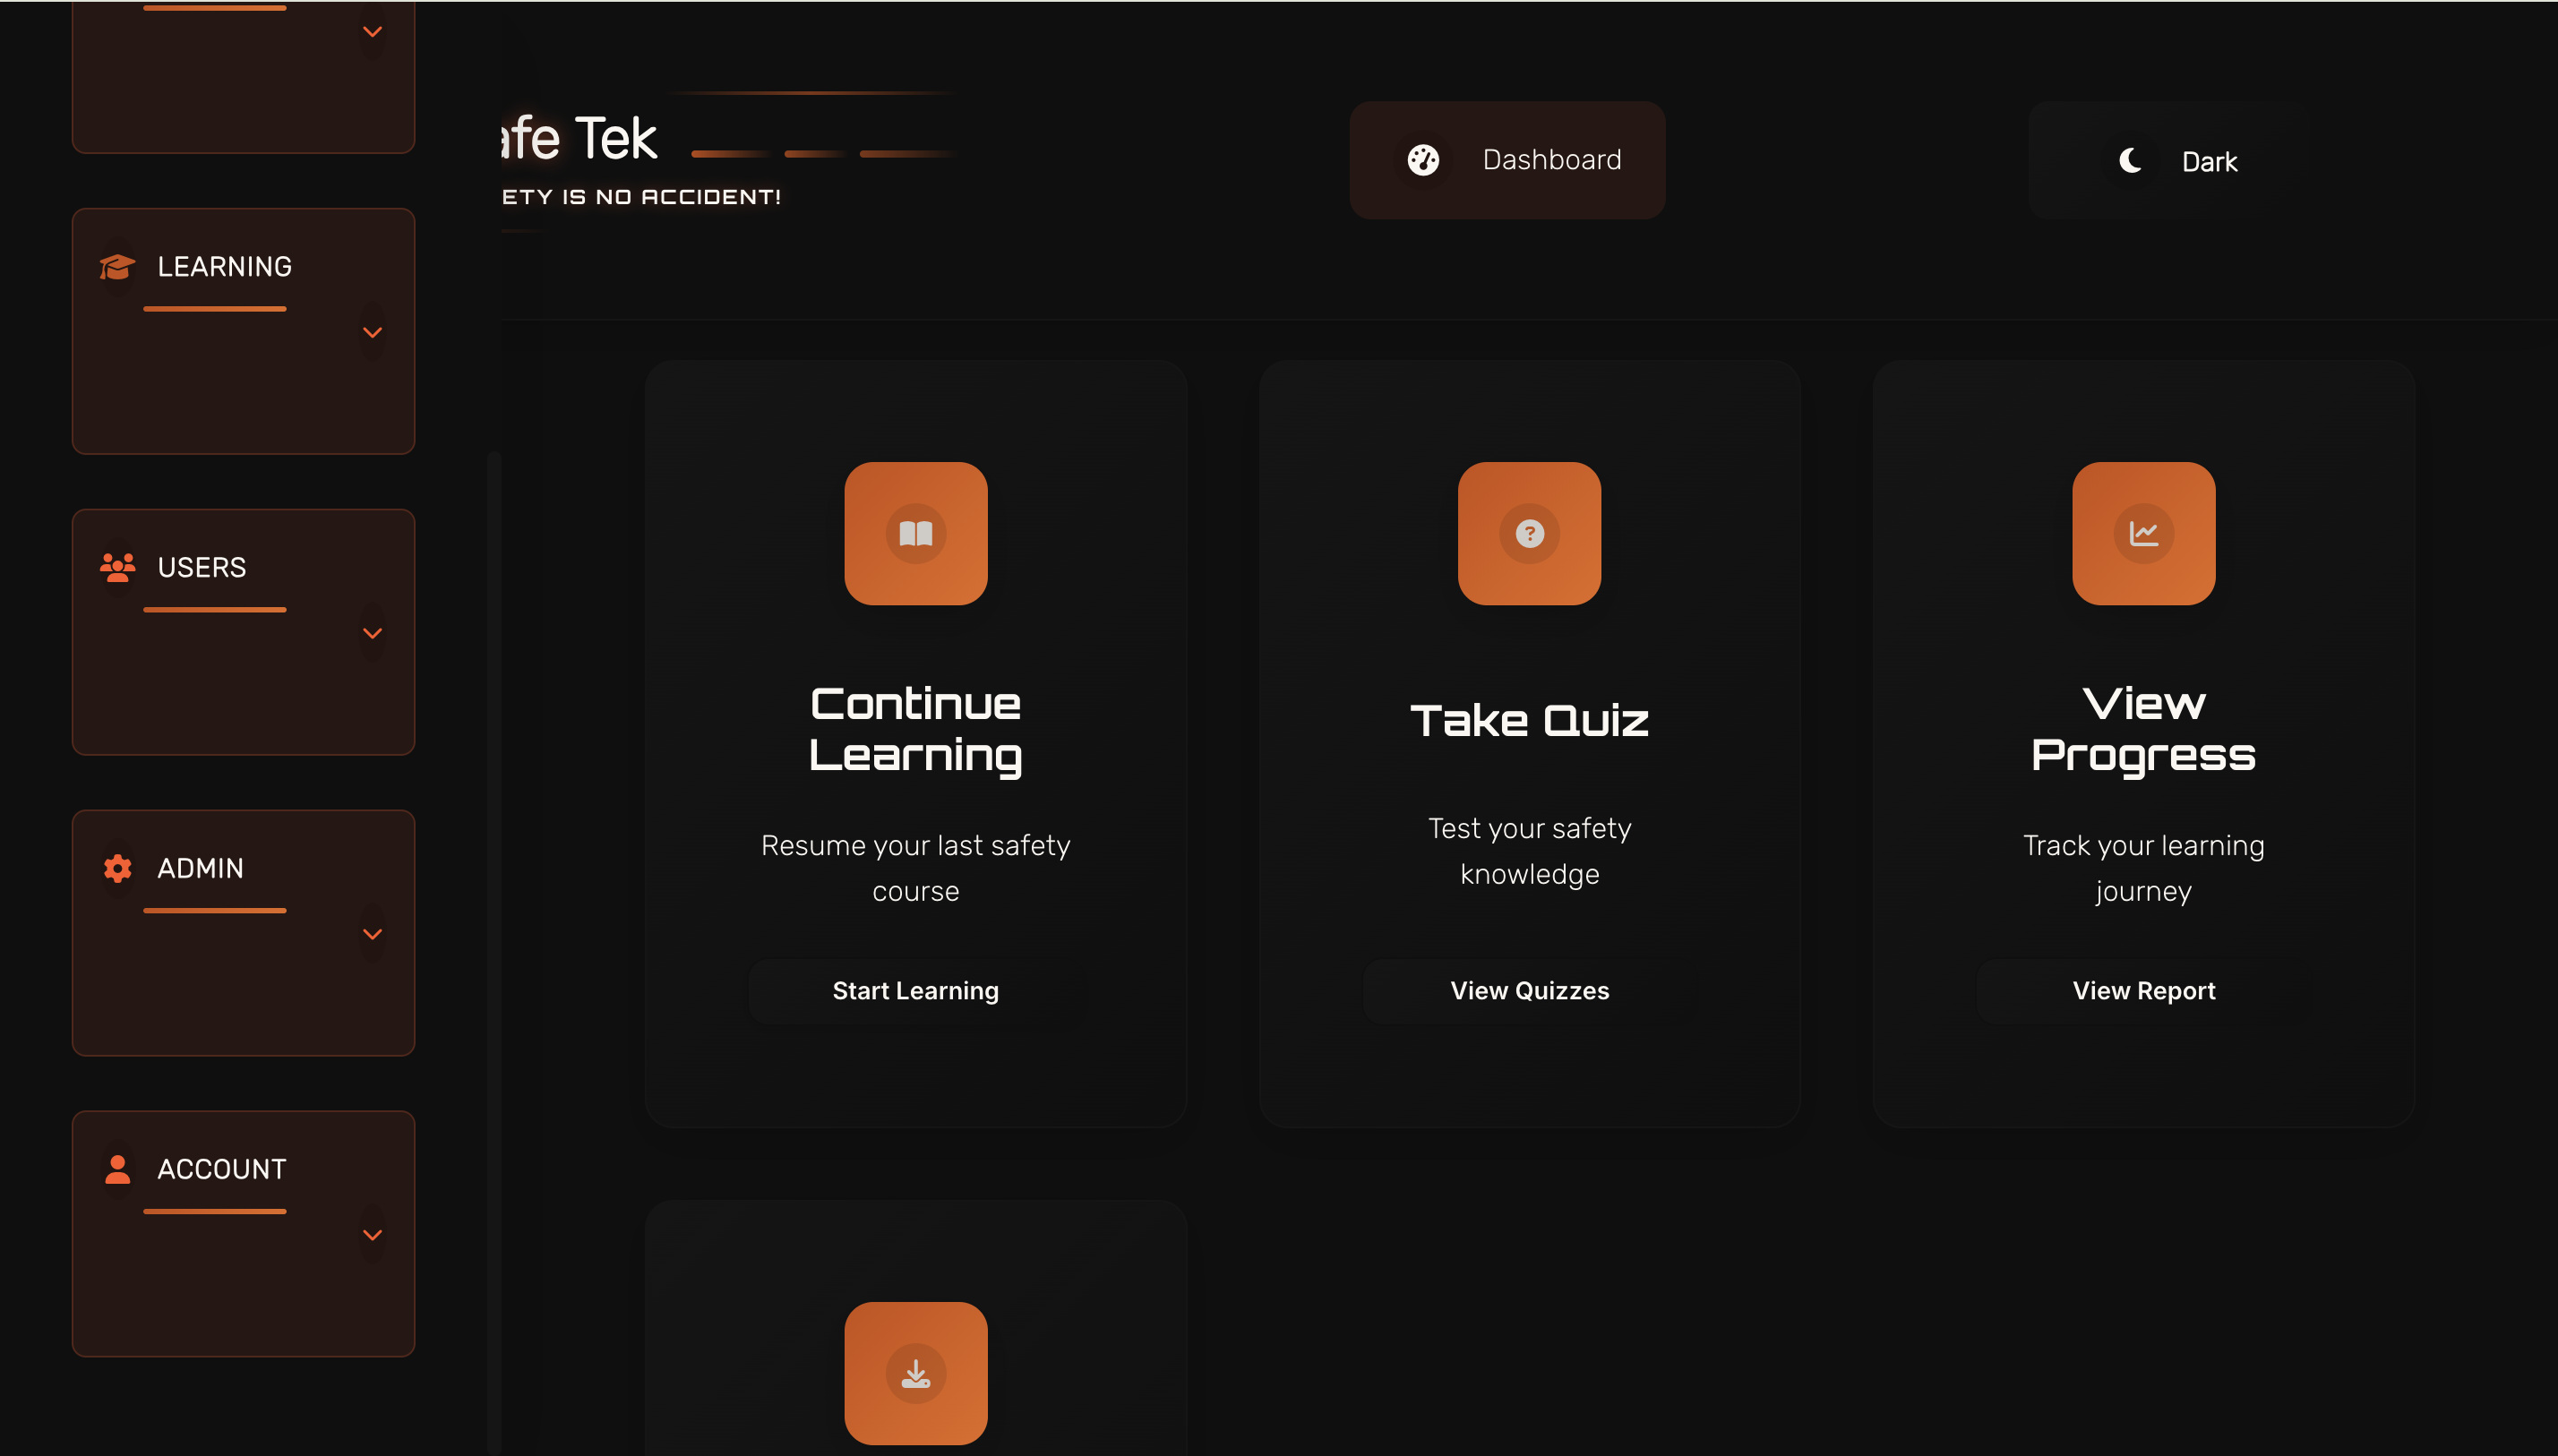 LEARNING
USERS
ADMIN
ACCOUNT
afe Tek
ETY IS NO ACCIDENT!
Dashboard
Dark
Continue
Learning
Resume your last safety
course
Start Learning
Take Quiz
Test your safety
knowledge
View Quizzes
View
Progress
Track your learning
journey
View Report